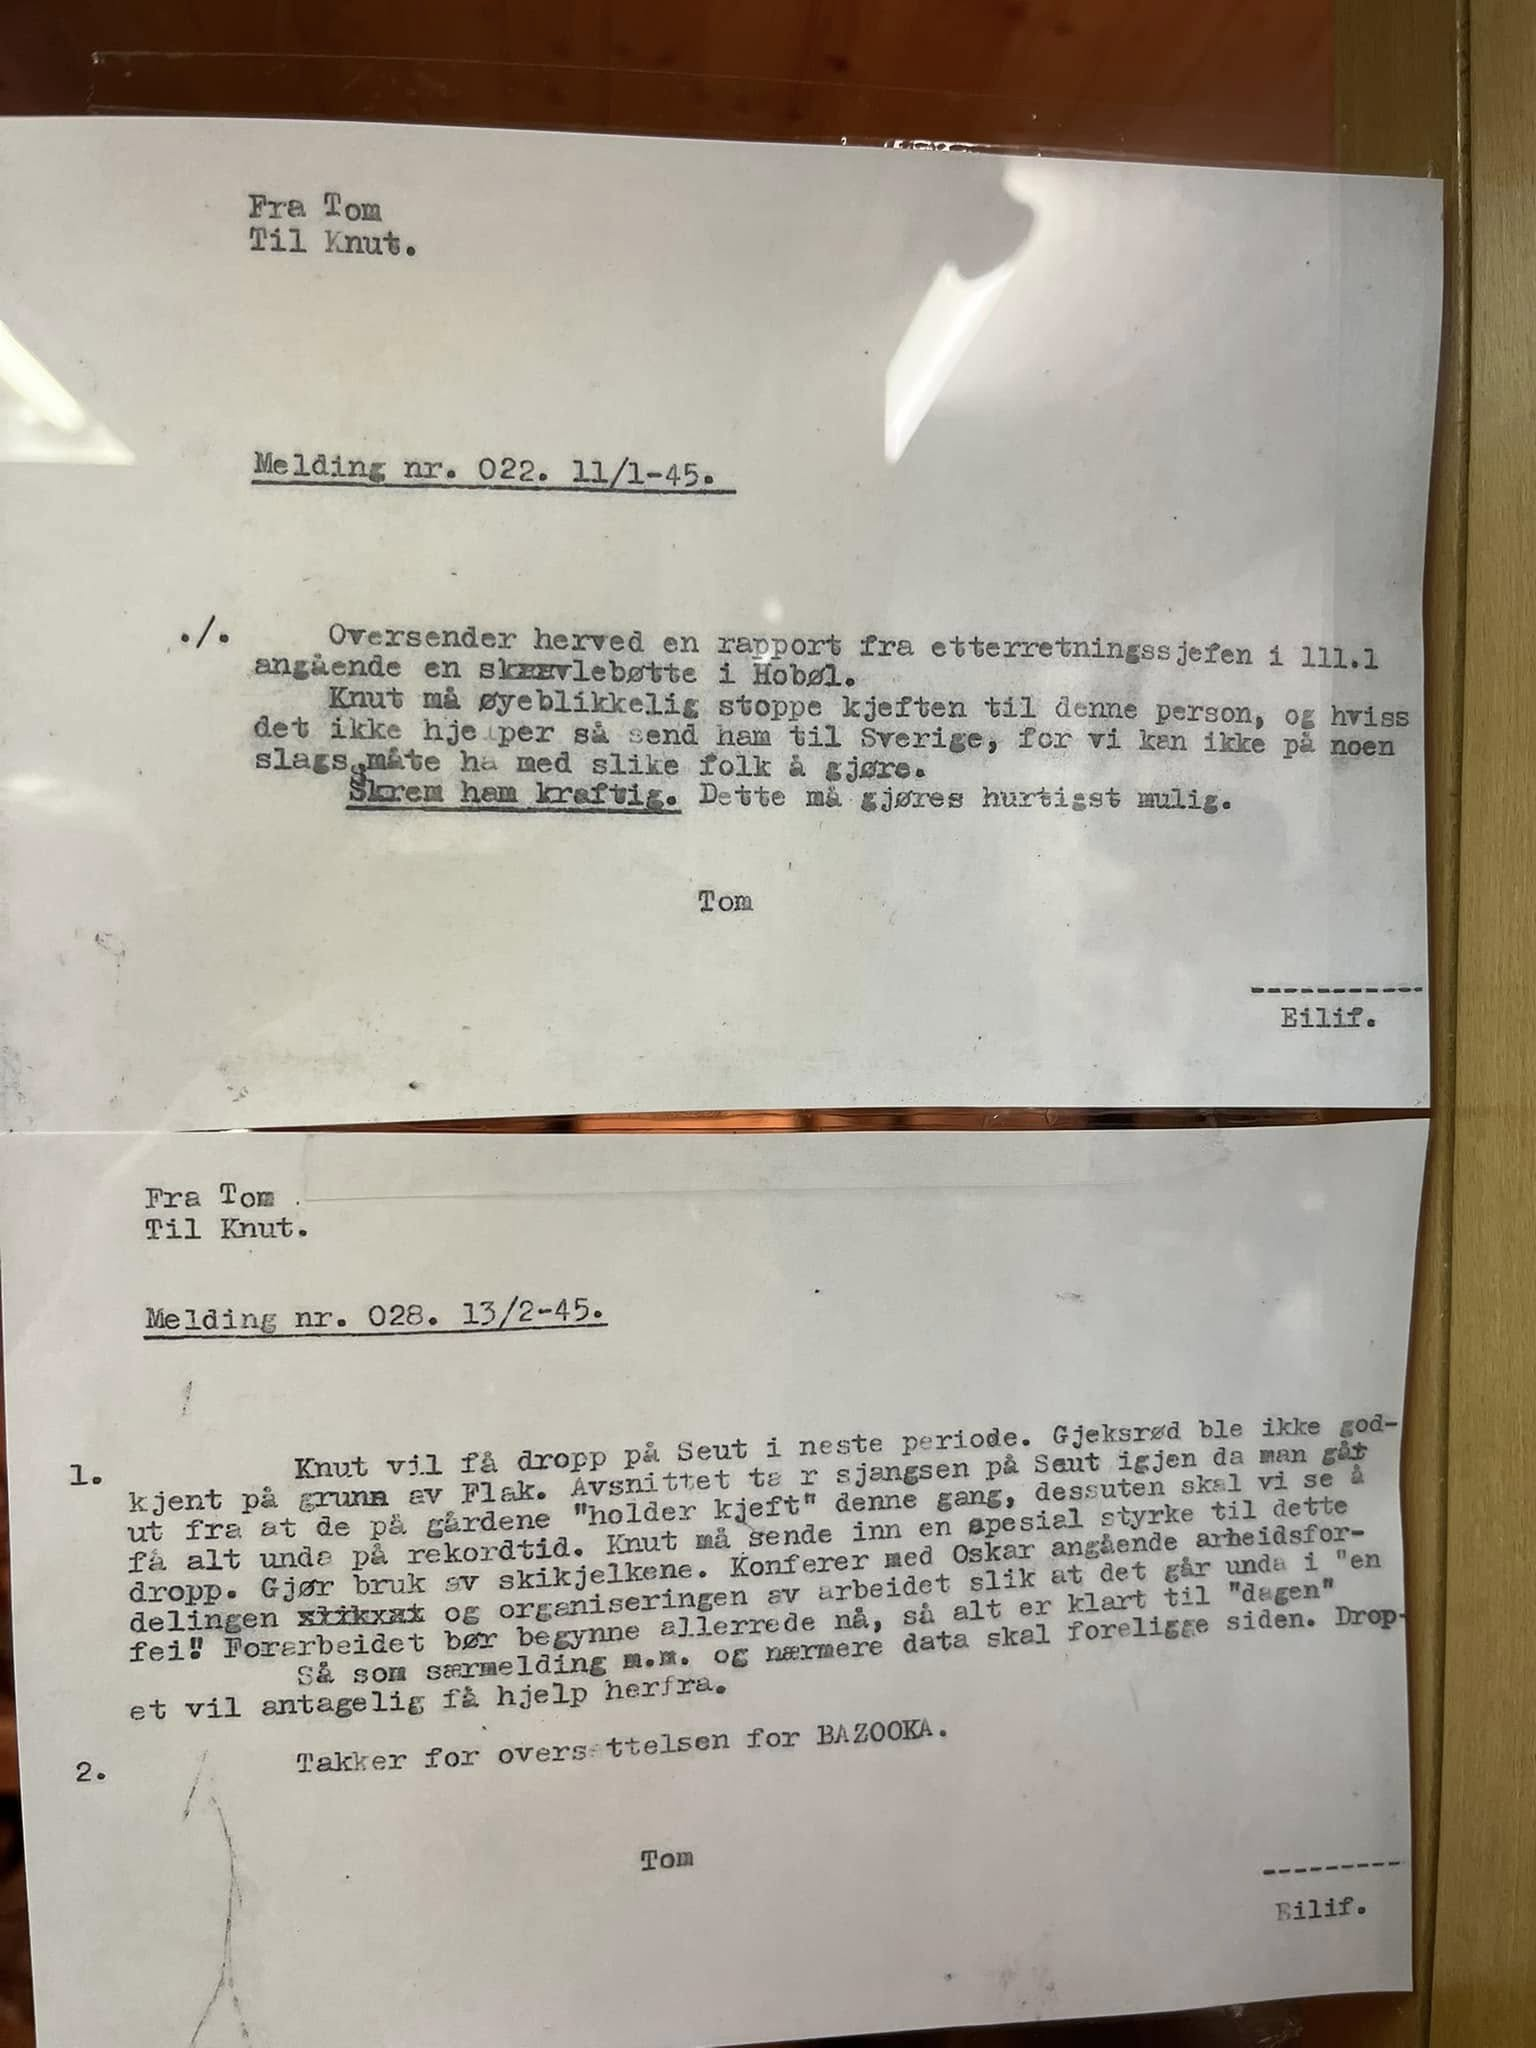 Fra Tom
Til Knut.
Melding nr. 022. 11/1-45.
./. Oversender herved en rapport fra etterretningssjefen i 111.1
angående en skravlebøtte i Hobøl.
Knut må øyeblikkelig stoppe kjeften til denne person, og hviss
det ikke hjelper så send ham til Sverige, for vi kan ikke på noen
slags måte ha med slike folk å gjøre.
Skrem ham kraftig. Dette må gjøres hurtigst mulig.
Tom
-----------
Eilif.
Fra Tom
Til Knut.
Melding nr. 028. 13/2-45.
1. Knut vil få dropp på Seut i neste periode. Gjeksrød ble ikke god-
kjent på grunn av Flak. Avsnittet ta r sjangsen på Seut igjen da man går
ut fra at de på gårdene "holder kjeft" denne gang, dessuten skal vi se å
få alt unda på rekordtid. Knut må sende inn en spesial styrke til dette
dropp. Gjør bruk av skikjelkene. Konferer med Oskar angående arbeidsfor-
delingen og organiseringen av arbeidet slik at det går unda i "en
fei". Forarbeidet bør begynne allerrede nå, så alt er klart til "dagen"
Så som særmelding m.m. og nærmere data skal foreligge siden. Drop-
et vil antagelig få hjelp herfra.
2. Takker for oversettelsen for BAZOOKA.
Tom
----------
Eilif.